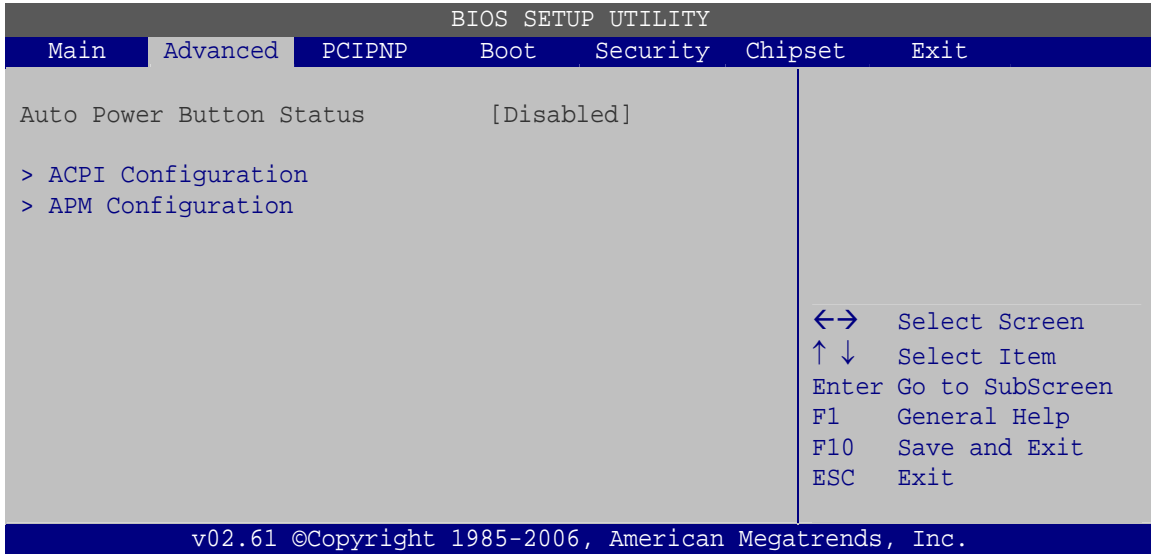 BIOS SETUP UTILITY
Main Advanced PCIPNP Boot Security Chipset Exit
Auto Power Button Status [Disabled]
> ACPI Configuration
> APM Configuration
←→ Select Screen
↑ ↓ Select Item
Enter Go to SubScreen
F1 General Help
F10 Save and Exit
ESC Exit
v02.61 ©Copyright 1985-2006, American Megatrends, Inc.